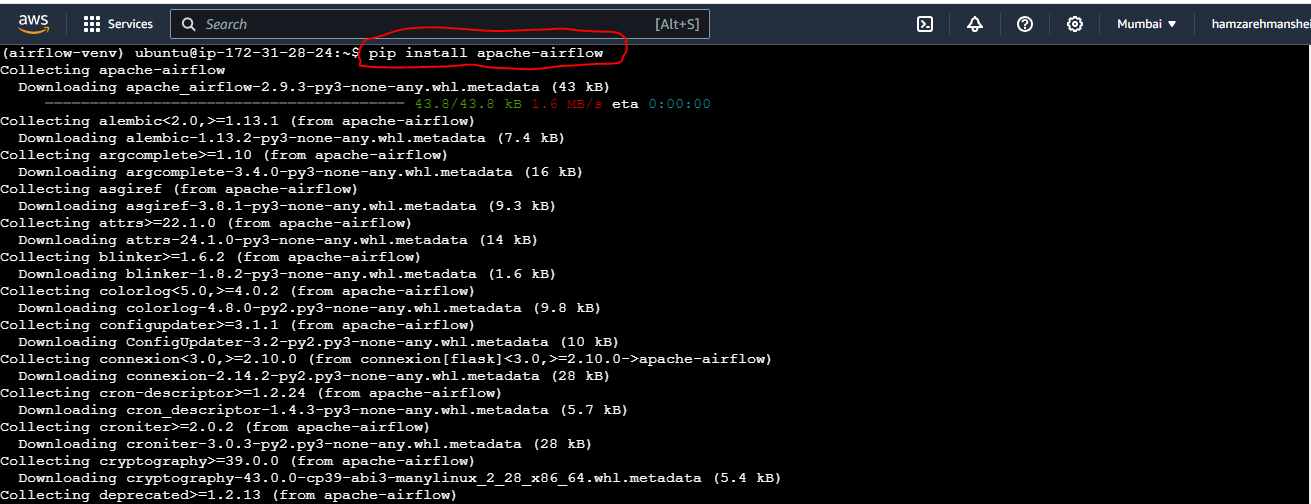 aws Services Search [Alt+S] Mumbai hamzarehmanshei
(airflow-venv) ubuntu@ip-172-31-28-24:~$ pip install apache-airflow
Collecting apache-airflow
  Downloading apache_airflow-2.9.3-py3-none-any.whl.metadata (43 kB)
     ━━━━━━━━━━━━━━━━━━━━━━━━━━━━━━━━━━━━━━━━ 43.8/43.8 kB 1.6 MB/s eta 0:00:00
Collecting alembic<2.0,>=1.13.1 (from apache-airflow)
  Downloading alembic-1.13.2-py3-none-any.whl.metadata (7.4 kB)
Collecting argcomplete>=1.10 (from apache-airflow)
  Downloading argcomplete-3.4.0-py3-none-any.whl.metadata (16 kB)
Collecting asgiref (from apache-airflow)
  Downloading asgiref-3.8.1-py3-none-any.whl.metadata (9.3 kB)
Collecting attrs>=22.1.0 (from apache-airflow)
  Downloading attrs-24.1.0-py3-none-any.whl.metadata (14 kB)
Collecting blinker>=1.6.2 (from apache-airflow)
  Downloading blinker-1.8.2-py3-none-any.whl.metadata (1.6 kB)
Collecting colorlog<5.0,>=4.0.2 (from apache-airflow)
  Downloading colorlog-4.8.0-py2.py3-none-any.whl.metadata (9.8 kB)
Collecting configupdater>=3.1.1 (from apache-airflow)
  Downloading ConfigUpdater-3.2-py2.py3-none-any.whl.metadata (10 kB)
Collecting connexion<3.0,>=2.10.0 (from connexion[flask]<3.0,>=2.10.0->apache-airflow)
  Downloading connexion-2.14.2-py2.py3-none-any.whl.metadata (28 kB)
Collecting cron-descriptor>=1.2.24 (from apache-airflow)
  Downloading cron_descriptor-1.4.3-py3-none-any.whl.metadata (5.7 kB)
Collecting croniter>=2.0.2 (from apache-airflow)
  Downloading croniter-3.0.3-py2.py3-none-any.whl.metadata (28 kB)
Collecting cryptography>=39.0.0 (from apache-airflow)
  Downloading cryptography-43.0.0-cp39-abi3-manylinux_2_28_x86_64.whl.metadata (5.4 kB)
Collecting deprecated>=1.2.13 (from apache-airflow)